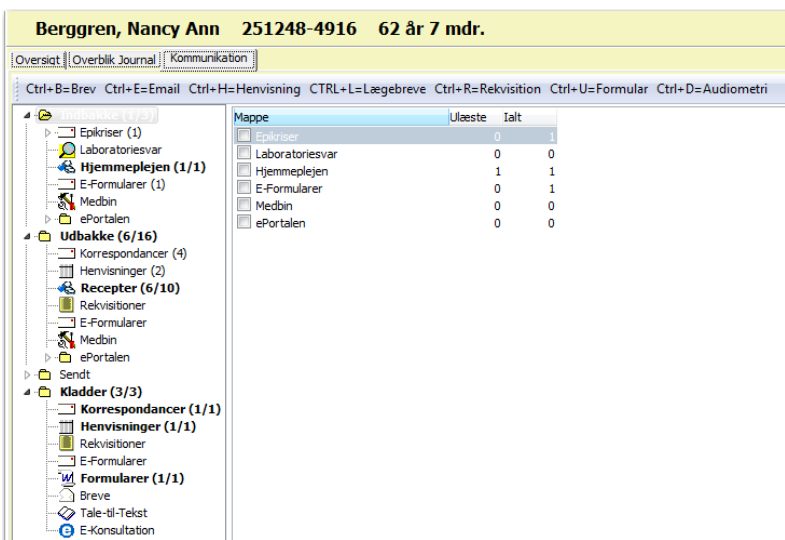 Berggren, Nancy Ann 251248-4916 62 år 7 mdr.
Oversigt Overblik Journal Kommunikation
Ctrl+B=Brev Ctrl+E=Email Ctrl+H=Henvisning CTRL+L=Lægebreve Ctrl+R=Rekvisition Ctrl+U=Formular Ctrl+D=Audiometri
Indbakke (1/3)
Epikriser (1)
Laboratoriesvar
Hjemmeplejen (1/1)
E-Formularer (1)
Medbin
ePortalen
Udbakke (6/16)
Korrespondancer (4)
Henvisninger (2)
Recepter (6/10)
Rekvisitioner
E-Formularer
Medbin
ePortalen
Sendt
Kladder (3/3)
Korrespondancer (1/1)
Henvisninger (1/1)
Rekvisitioner
E-Formularer
Formularer (1/1)
Breve
Tale-til-Tekst
E-Konsultation
Mappe Ulæste Ialt
Epikriser 0 1
Laboratoriesvar 0 0
Hjemmeplejen 1 1
E-Formularer 0 1
Medbin 0 0
ePortalen 0 0